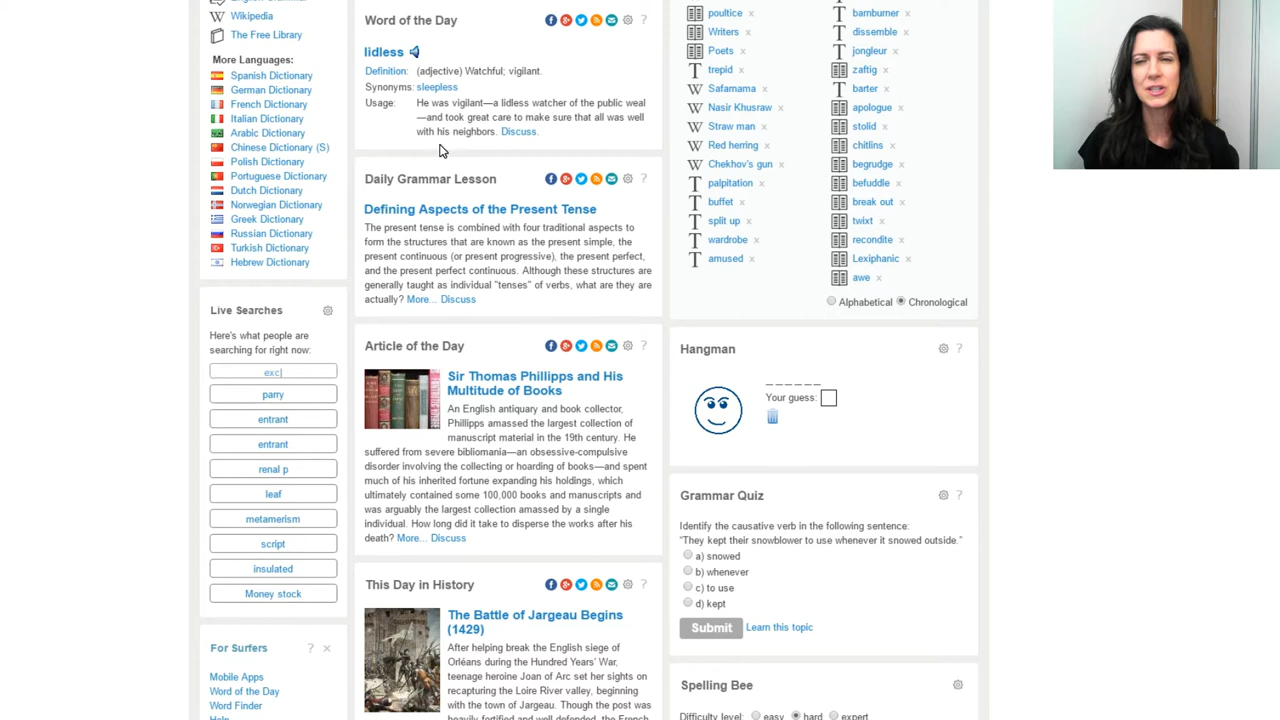 Wikipedia
The Free Library
More Languages:
Spanish Dictionary
German Dictionary
French Dictionary
Italian Dictionary
Arabic Dictionary
Chinese Dictionary (S)
Polish Dictionary
Portuguese Dictionary
Dutch Dictionary
Norwegian Dictionary
Greek Dictionary
Russian Dictionary
Turkish Dictionary
Hebrew Dictionary
Live Searches
Here's what people are
searching for right now:
exc|
parry
entrant
entrant
renal p
leaf
metamerism
script
insulated
Money stock
For Surfers ? x
Mobile Apps
Word of the Day
Word Finder
Word of the Day ?
lidless
Definition: (adjective) Watchful; vigilant.
Synonyms: sleepless
Usage: He was vigilant—a lidless watcher of the public weal
—and took great care to make sure that all was well
with his neighbors. Discuss.
Daily Grammar Lesson ?
Defining Aspects of the Present Tense
The present tense is combined with four traditional aspects to
form the structures that are known as the present simple, the
present continuous (or present progressive), the present perfect,
and the present perfect continuous. Although these structures are
generally taught as individual "tenses" of verbs, what are they are
actually? More... Discuss
Article of the Day ?
Sir Thomas Phillipps and His
Multitude of Books
An English antiquary and book collector,
Phillipps amassed the largest collection of
manuscript material in the 19th century. He
suffered from severe bibliomania—an obsessive-compulsive
disorder involving the collecting or hoarding of books—and spent
much of his inherited fortune expanding his holdings, which
ultimately contained some 100,000 books and manuscripts and
was arguably the largest collection amassed by a single
individual. How long did it take to disperse the works after his
death? More... Discuss
This Day in History ?
The Battle of Jargeau Begins
(1429)
After helping break the English siege of
Orléans during the Hundred Years' War,
teenage heroine Joan of Arc set her sights on
recapturing the Loire River valley, beginning
with the town of Jargeau. Though the post was
heavily fortified and well defended, the French
poultice x
Writers x
Poets x
trepid x
Safamama x
Nasir Khusraw x
Straw man x
Red herring x
Chekhov's gun x
palpitation x
buffet x
split up x
wardrobe x
amused x
barnburner x
dissemble x
jongleur x
zaftig x
barter x
apologue x
stolid x
chitlins x
begrudge x
befuddle x
break out x
twixt x
recondite x
Lexiphanic x
awe x
Alphabetical Chronological
Hangman ?
_ _ _ _ _ _
Your guess:
Grammar Quiz ?
Identify the causative verb in the following sentence:
"They kept their snowblower to use whenever it snowed outside."
a) snowed
b) whenever
c) to use
d) kept
Submit Learn this topic
Spelling Bee
Difficulty level: easy hard expert